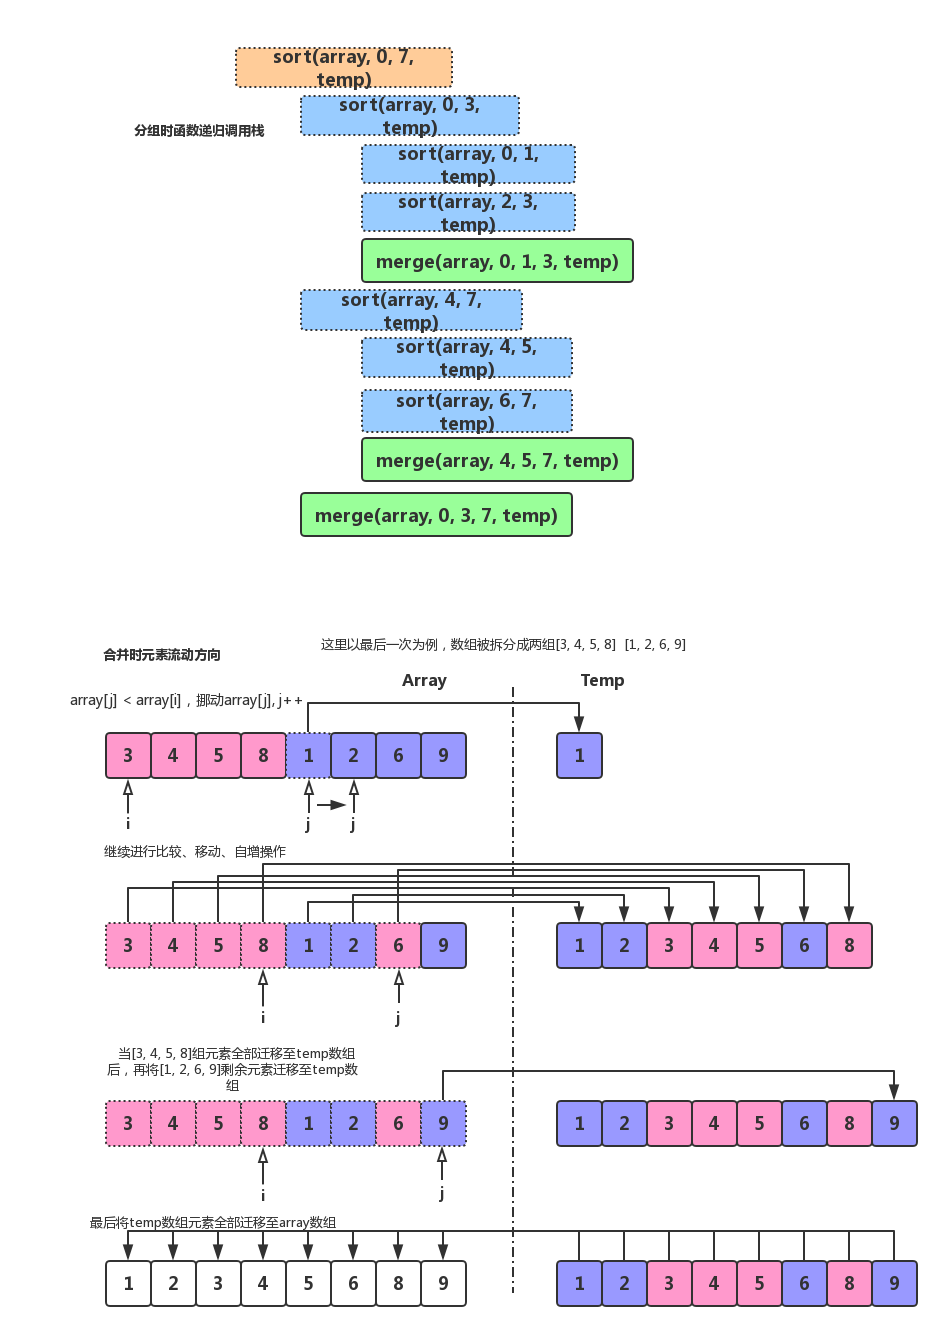 sort(array, 0, 7,
temp)
sort(array, 0, 3,
temp)
分组时函数递归调用栈
sort(array, 0, 1,
temp)
sort(array, 2, 3,
temp)
merge(array, 0, 1, 3, temp)
sort(array, 4, 7,
temp)
sort(array, 4, 5,
temp)
sort(array, 6, 7,
temp)
merge(array, 4, 5, 7, temp)
merge(array, 0, 3, 7, temp)
这里以最后一次为例，数组被拆分成两组[3, 4, 5, 8] [1, 2, 6, 9]
合并时元素流动方向
Array Temp
array[j] < array[i]，挪动array[j], j++
3 4 5 8 1 2 6 9 1
i j j
继续进行比较、移动、自增操作
3 4 5 8 1 2 6 9 1 2 3 4 5 6 8
i j
当[3, 4, 5, 8]组元素全部迁移至temp数组
后，再将[1, 2, 6, 9]剩余元素迁移至temp数
组
3 4 5 8 1 2 6 9 1 2 3 4 5 6 8 9
i j
最后将temp数组元素全部迁移至array数组
1 2 3 4 5 6 8 9 1 2 3 4 5 6 8 9